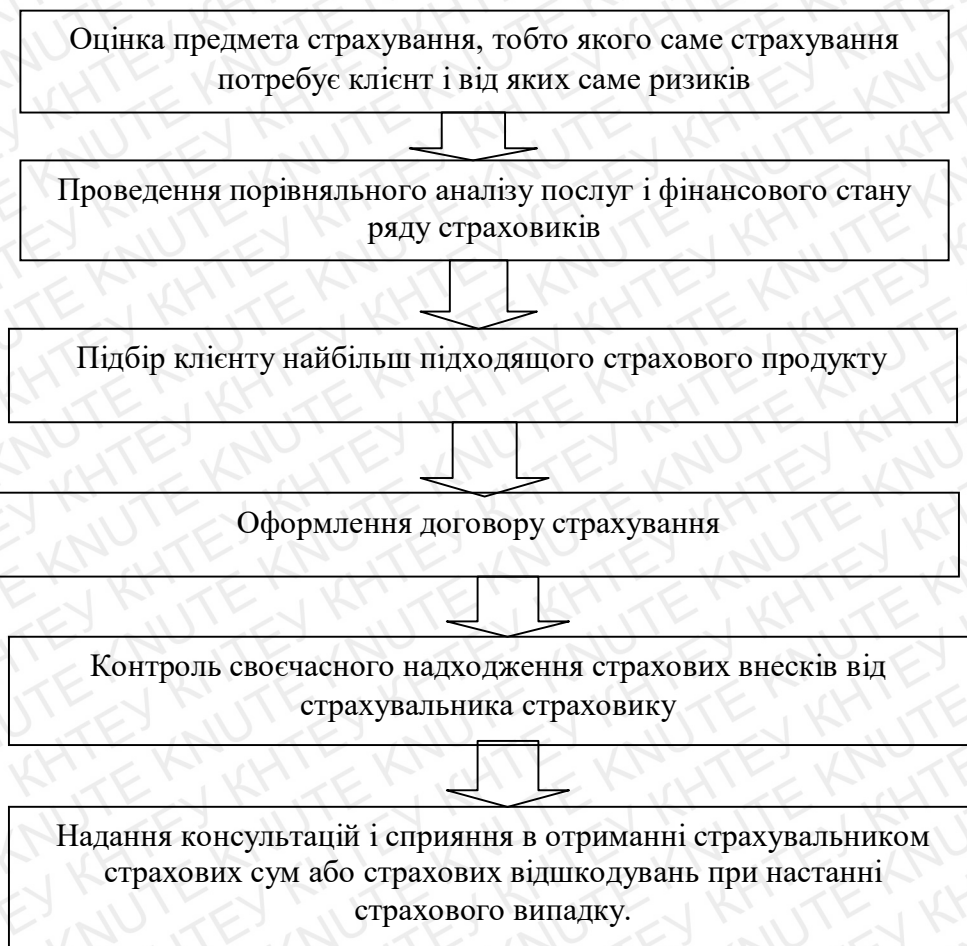 Оцінка предмета страхування, тобто якого саме страхування
потребує клієнт і від яких саме ризиків
Проведення порівняльного аналізу послуг і фінансового стану
ряду страховиків
Підбір клієнту найбільш підходящого страхового продукту
Оформлення договору страхування
Контроль своєчасного надходження страхових внесків від
страхувальника страховику
Надання консультацій і сприяння в отриманні страхувальником
страхових сум або страхових відшкодувань при настанні
страхового випадку.